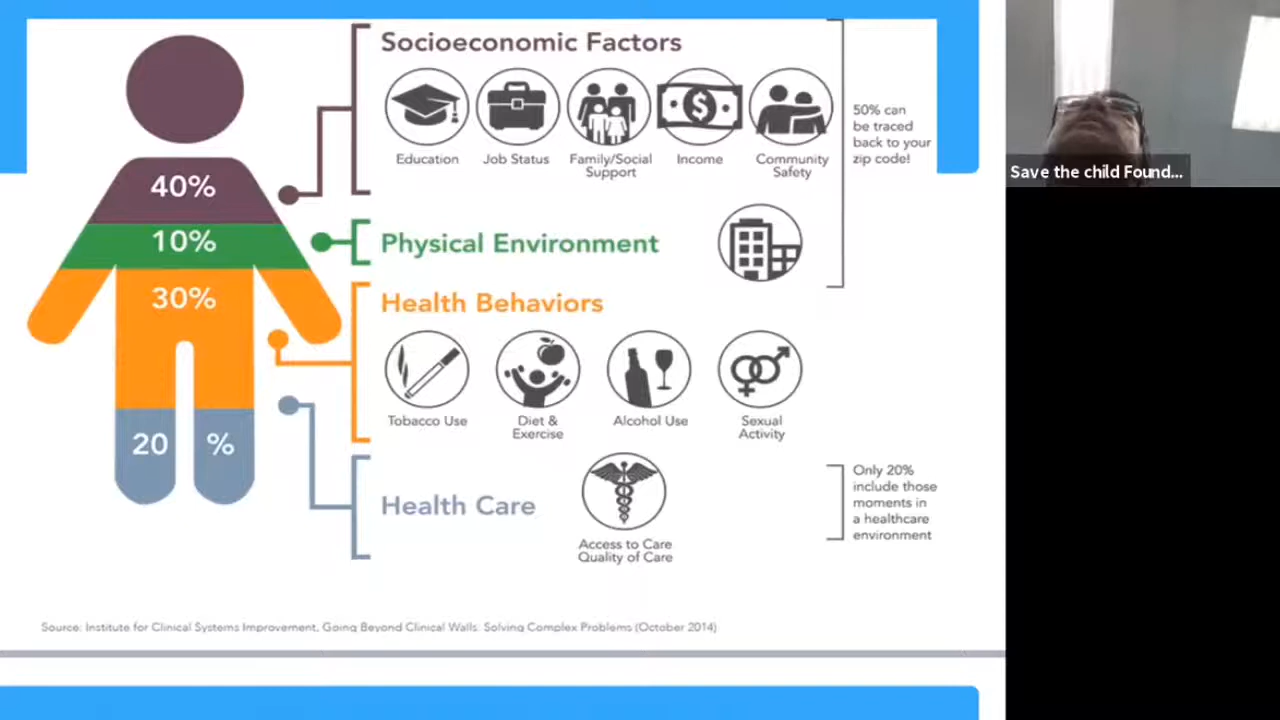 Socioeconomic Factors
Education
Job Status
Family/Social
Support
Income
Community
Safety
50% can
be traced
back to your
zip code!
40%
10%
Physical Environment
30%
Health Behaviors
Tobacco Use
Diet &
Exercise
Alcohol Use
Sexual
Activity
20 %
Health Care
Access to Care
Quality of Care
Only 20%
include those
moments in
a healthcare
environment
Source: Institute for Clinical Systems Improvement, Going Beyond Clinical Walls: Solving Complex Problems (October 2014)
Save the child Found...